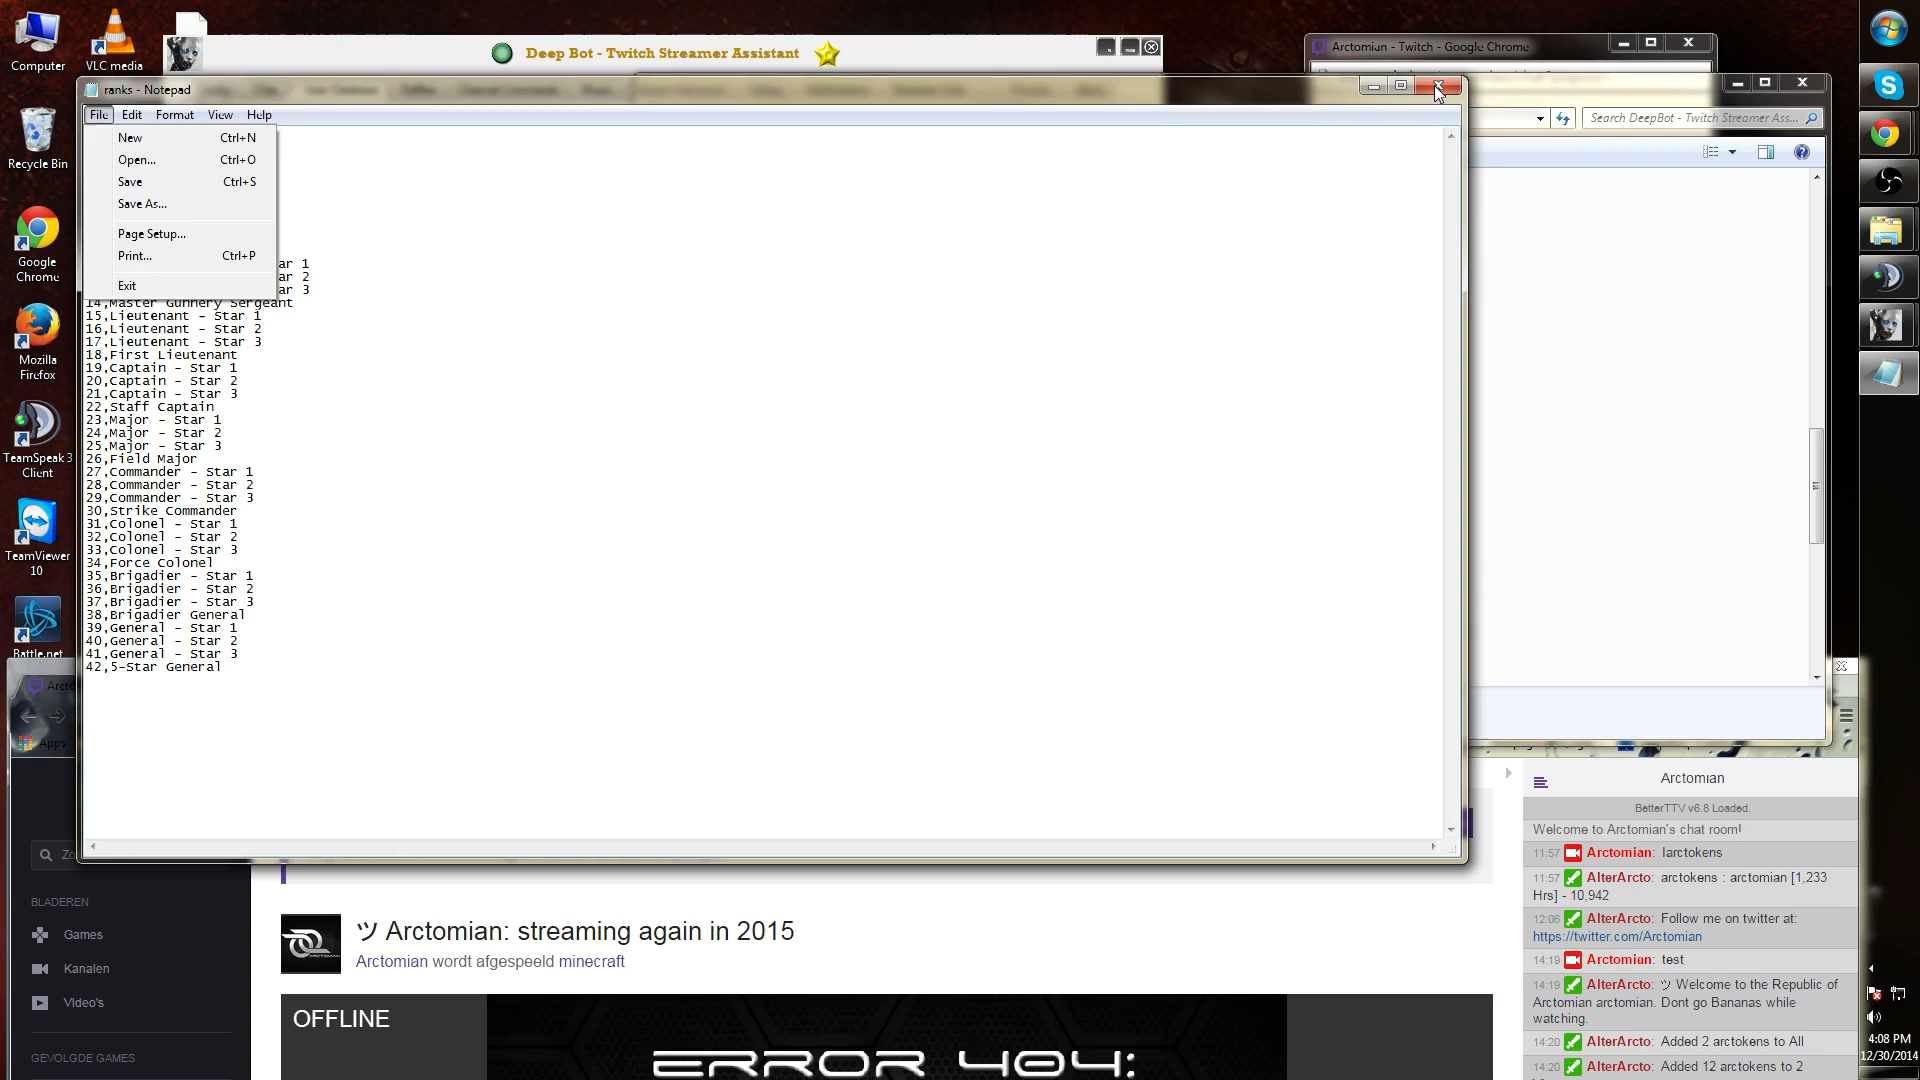 Computer
VLC media
Recycle Bin
Google
Chrome
Mozilla
Firefox
TeamSpeak 3
Client
TeamViewer
10
Battle.net
Deep Bot - Twitch Streamer Assistant
Arctomian - Twitch - Google Chrome
ranks - Notepad
File Edit Format View Help
New Ctrl+N
Open... Ctrl+O
Save Ctrl+S
Save As...
Page Setup...
Print... Ctrl+P
Exit
ar 1
ar 2
ar 3
14,Master Gunnery Sergeant
15,Lieutenant - Star 1
16,Lieutenant - Star 2
17,Lieutenant - Star 3
18,First Lieutenant
19,Captain - Star 1
20,Captain - Star 2
21,Captain - Star 3
22,Staff Captain
23,Major - Star 1
24,Major - Star 2
25,Major - Star 3
26,Field Major
27,Commander - Star 1
28,Commander - Star 2
29,Commander - Star 3
30,Strike Commander
31,Colonel - Star 1
32,Colonel - Star 2
33,Colonel - Star 3
34,Force Colonel
35,Brigadier - Star 1
36,Brigadier - Star 2
37,Brigadier - Star 3
38,Brigadier General
39,General - Star 1
40,General - Star 2
41,General - Star 3
42,5-Star General
Search DeepBot - Twitch Streamer Ass...
Arcto
Apps
Zo
BLADEREN
Games
Kanalen
Video's
GEVOLGDE GAMES
ツ Arctomian: streaming again in 2015
Arctomian wordt afgespeeld minecraft
OFFLINE
ERROR 404:
Arctomian
BetterTTV v6.8 Loaded.
Welcome to Arctomian's chat room!
11:57 Arctomian: !arctokens
11:57 AlterArcto: arctokens : arctomian [1,233
Hrs] - 10,942
12:06 AlterArcto: Follow me on twitter at:
https://twitter.com/Arctomian
14:19 Arctomian: test
14:19 AlterArcto: ツ Welcome to the Republic of
Arctomian arctomian. Dont go Bananas while
watching.
14:20 AlterArcto: Added 2 arctokens to All
14:20 AlterArcto: Added 12 arctokens to 2
4:08 PM
12/30/2014